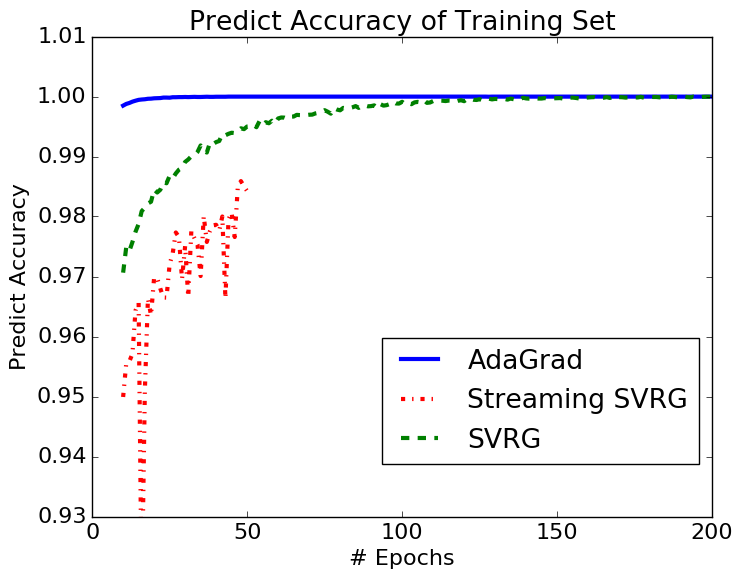 Predict Accuracy of Training Set
1.01
1.00
0.99
0.98
0.97
0.96
0.95
0.94
0.93
Predict Accuracy
AdaGrad
Streaming SVRG
SVRG
0 50 100 150 200
# Epochs